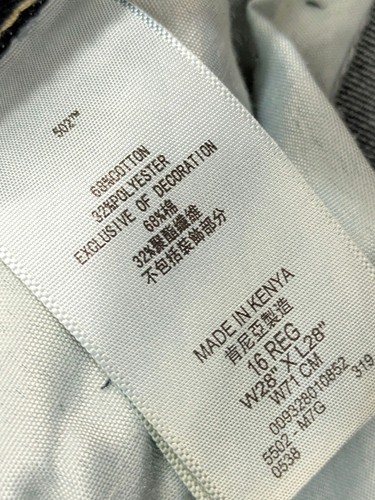 502™
68%COTTON
32%POLYESTER
EXCLUSIVE OF DECORATION
68%棉
32%聚酯纖維
不包括裝飾部分
MADE IN KENYA
肯尼亞製造
16 REG
W28" X L28"
W71 CM
009328010852 319
5502 - M7G
0538